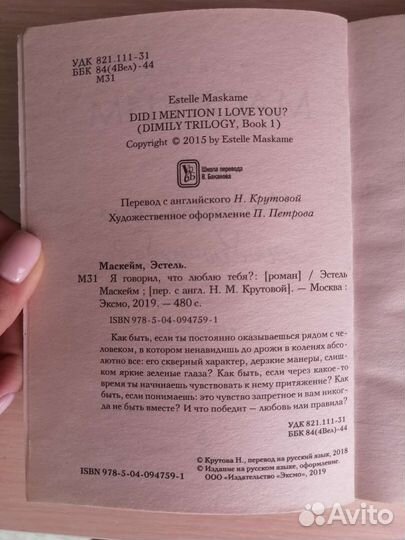 УДК 821.111-31
ББК 84(4Вел)-44
М31
Estelle Maskame
DID I MENTION I LOVE YOU?
(DIMILY TRILOGY, Book 1)
Copyright © 2015 by Estelle Maskame
Школа перевода
В. Баканова
Перевод с английского Н. Крутовой
Художественное оформление П. Петрова
Маскейм, Эстель.
М31 Я говорил, что люблю тебя? : [роман] / Эстель
Маскейм ; [пер. с англ. Н. М. Крутовой]. — Москва :
Эксмо, 2019. — 480 с.
ISBN 978-5-04-094759-1
Как быть, если ты постоянно оказываешься рядом с че-
ловеком, в котором ненавидишь до дрожи в коленях абсо-
лютно все: его скверный характер, дерзкие манеры, слиш-
ком яркие зеленые глаза? Как быть, если через какое-то
время ты начинаешь чувствовать к нему притяжение? Как
быть, если понимаешь: это чувство запретное и вам никог-
да не быть вместе? И что победит — любовь или правила?
УДК 821.111-31
ББК 84(4Вел)-44
© Крутова Н., перевод на русский язык, 2018
© Издание на русском языке, оформление.
ООО «Издательство «Эксмо», 2019
ISBN 978-5-04-094759-1
Avito